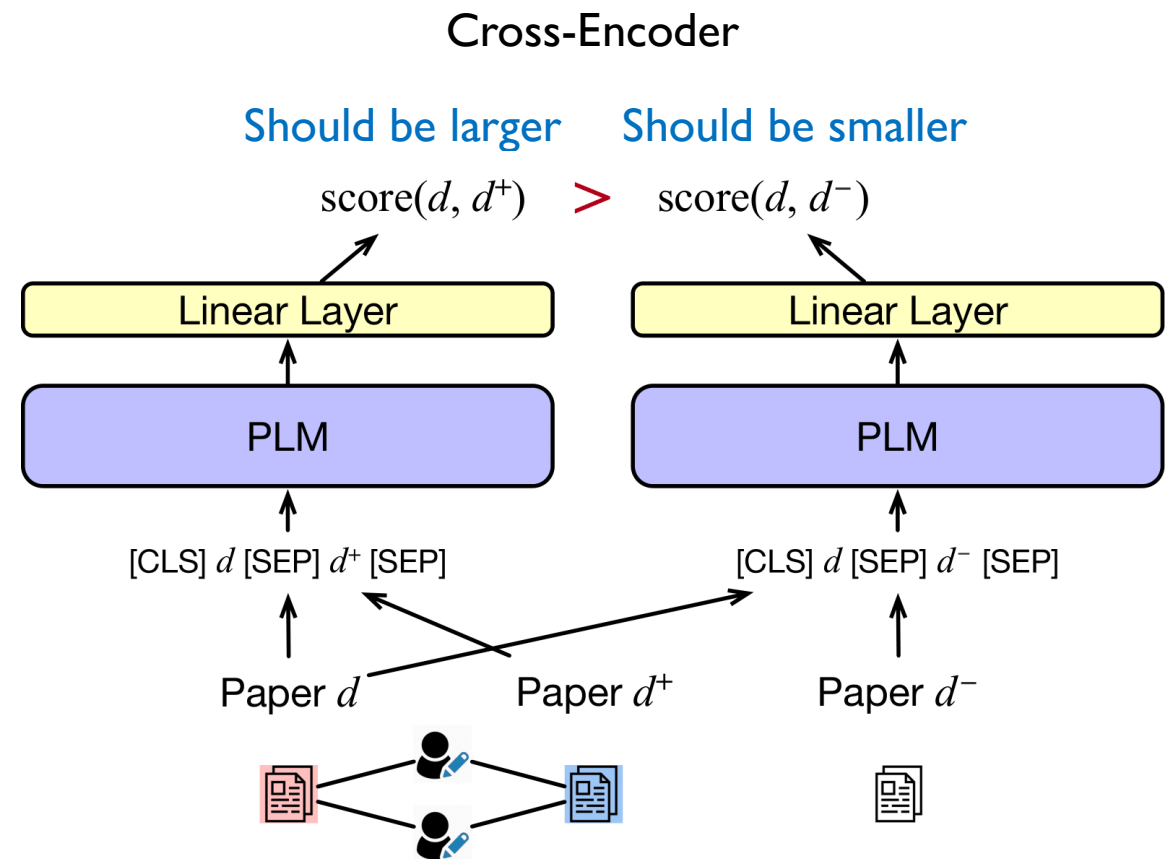 Cross-Encoder
Should be larger Should be smaller
score(d, d⁺) > score(d, d⁻)
Linear Layer Linear Layer
PLM PLM
[CLS] d [SEP] d⁺ [SEP] [CLS] d [SEP] d⁻ [SEP]
Paper d Paper d⁺ Paper d⁻